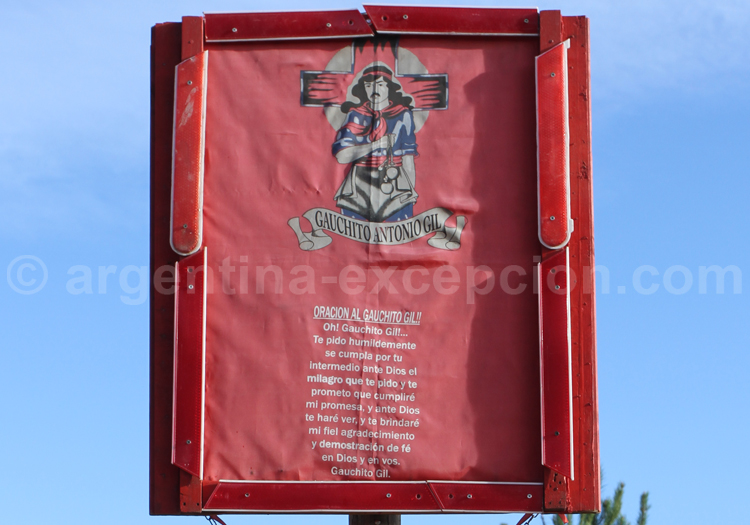 GAUCHITO ANTONIO GIL
© argentina-excepcion.com
ORACION AL GAUCHITO GIL!!
Oh! Gauchito Gil!...
Te pido humildemente
se cumpla por tu
intermedio ante Dios el
milagro que te pido y te
prometo que cumpliré
mi promesa, y ante Dios
te haré ver, y te brindaré
mi fiel agradecimiento
y demostración de fé
en Dios y en vos.
Gauchito Gil.